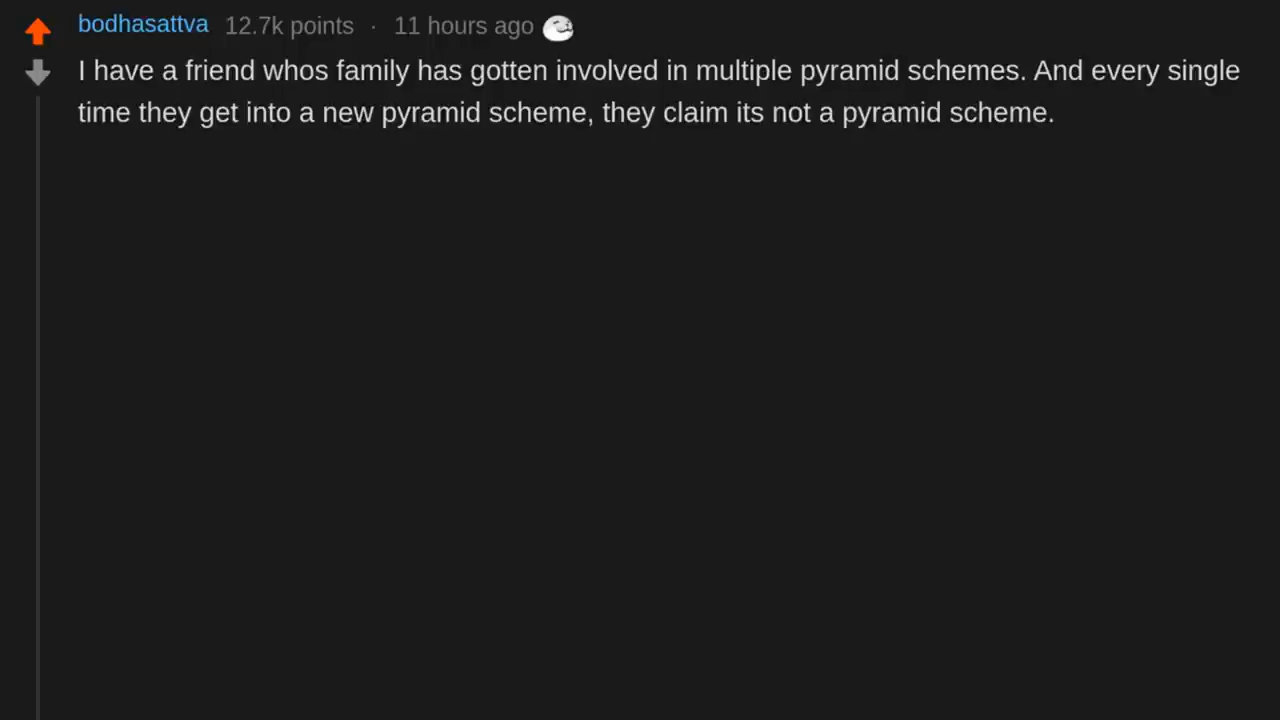 bodhasattva 12.7k points · 11 hours ago
I have a friend whos family has gotten involved in multiple pyramid schemes. And every single
time they get into a new pyramid scheme, they claim its not a pyramid scheme.